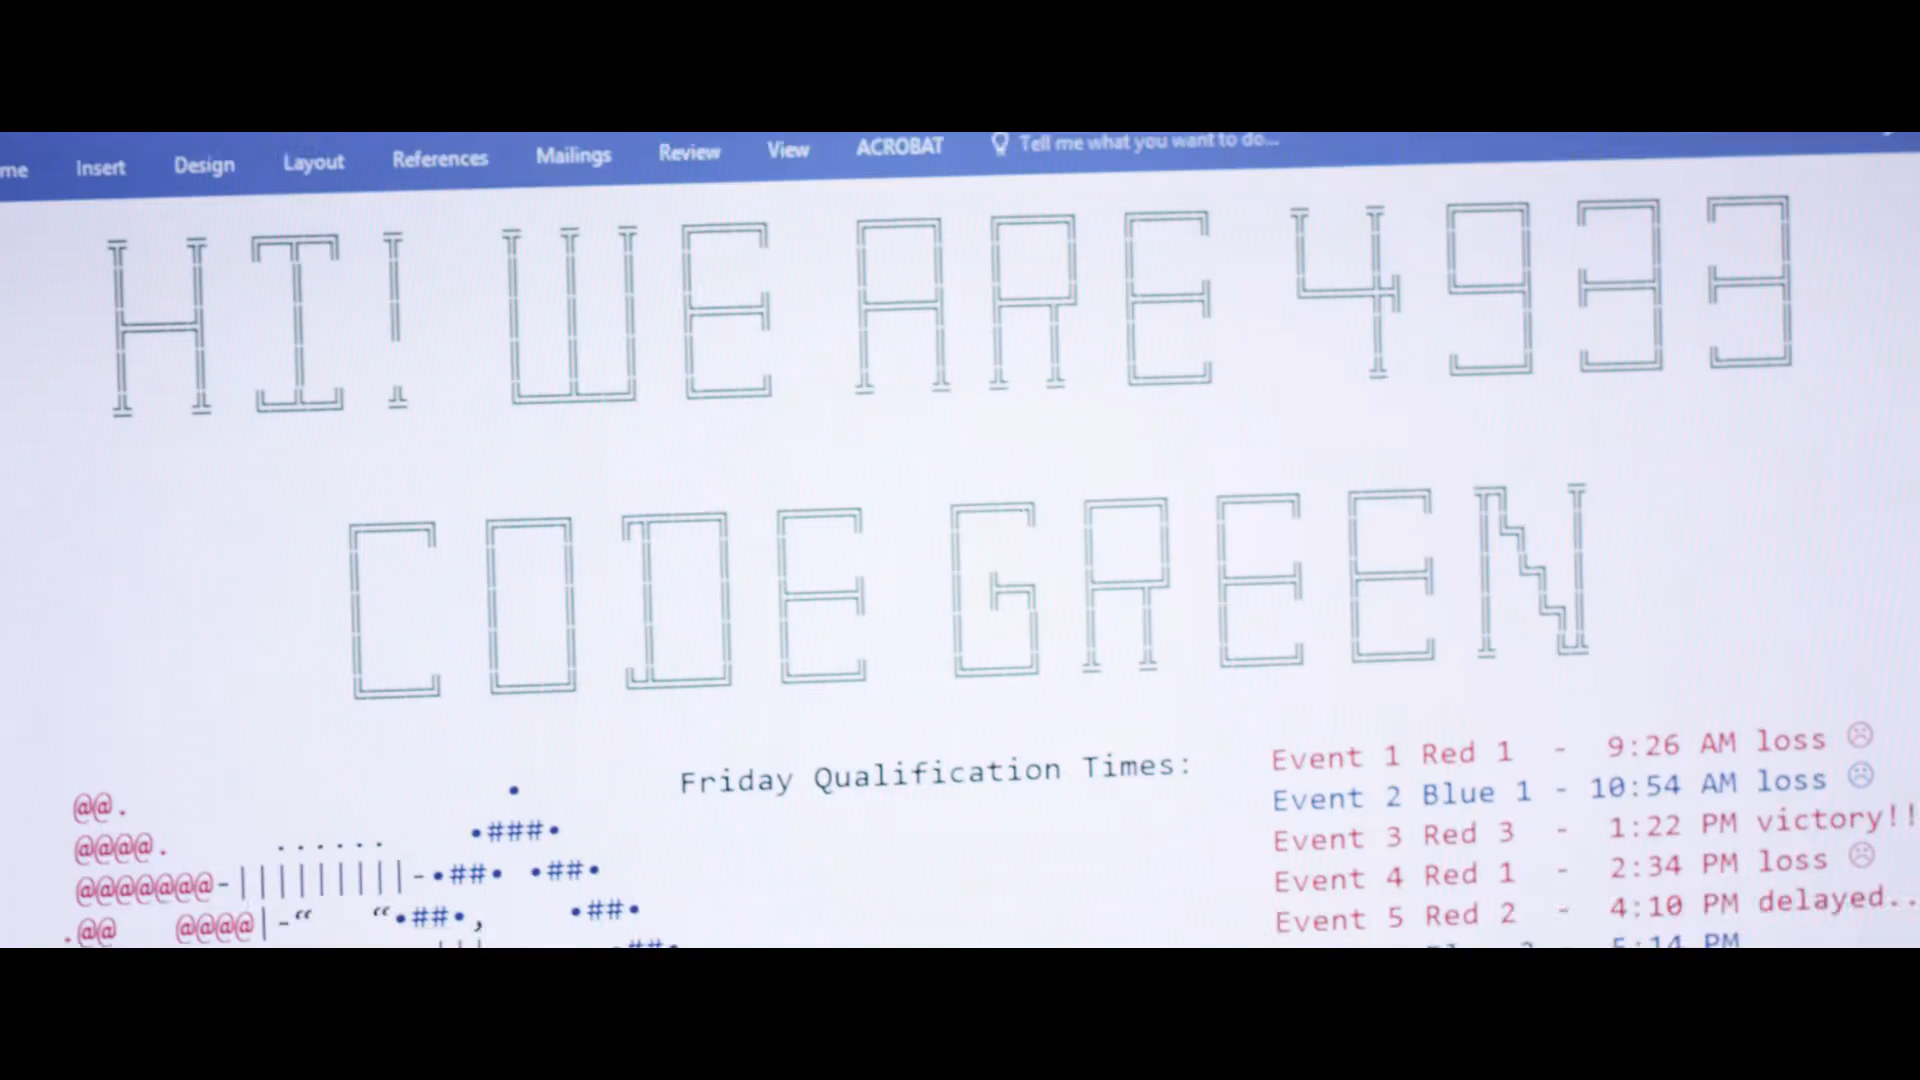 Insert Design Layout References Mailings Review View ACROBAT Tell me what you want to do...
HI! WE ARE 4933
CODE GREEN
Friday Qualification Times:
Event 1 Red 1 - 9:26 AM loss ☹
Event 2 Blue 1 - 10:54 AM loss ☹
Event 3 Red 3 - 1:22 PM victory!!
Event 4 Red 1 - 2:34 PM loss ☹
Event 5 Red 2 - 4:10 PM delayed..
5:14 PM